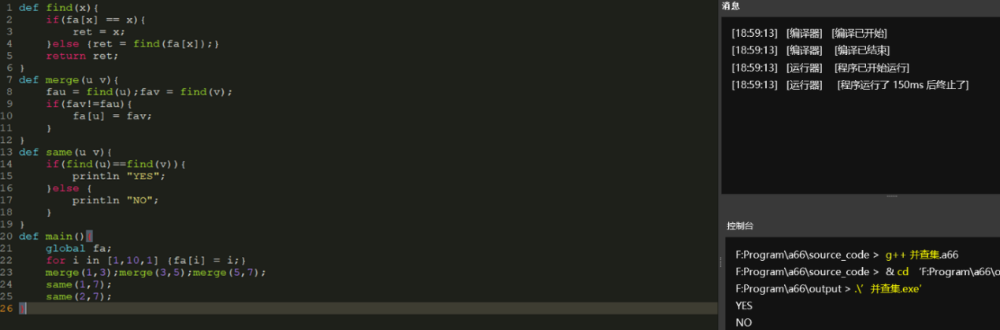 1 def find(x){
2 if(fa[x] == x){
3 ret = x;
4 }else {ret = find(fa[x]);}
5 return ret;
6 }
7 def merge(u v){
8 fau = find(u);fav = find(v);
9 if(fav!=fau){
10 fa[u] = fav;
11 }
12 }
13 def same(u v){
14 if(find(u)==find(v)){
15 println "YES";
16 }else {
17 println "NO";
18 }
19 }
20 def main(){
21 global fa;
22 for i in [1,10,1] {fa[i] = i;}
23 merge(1,3);merge(3,5);merge(5,7);
24 same(1,7);
25 same(2,7);
26 }
消息
[18:59:13] [编译器] [编译已开始]
[18:59:13] [编译器] [编译已结束]
[18:59:13] [运行器] [程序已开始运行]
[18:59:13] [运行器] [程序运行了 150ms 后终止了]
控制台
F:Program\a66\source_code > g++ 并查集.a66
F:Program\a66\source_code > & cd ‘F:Program\a66\o
F:Program\a66\output > .\’并查集.exe’
YES
NO